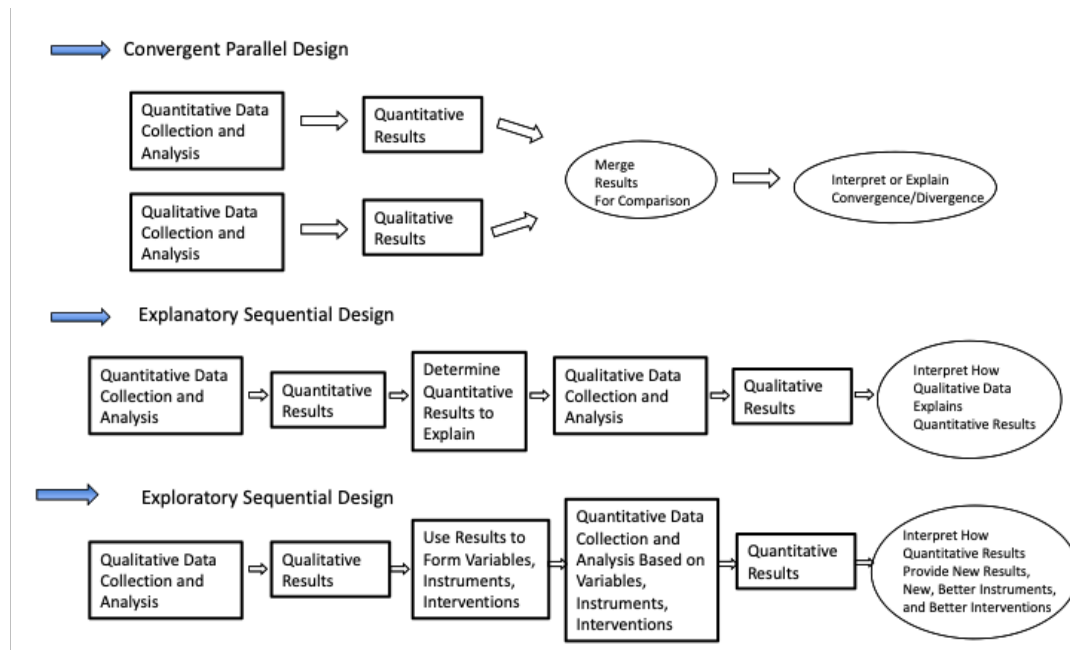 Convergent Parallel Design
Quantitative Data
Collection and
Analysis
Quantitative
Results
Qualitative Data
Collection and
Analysis
Qualitative
Results
Merge
Results
For Comparison
Interpret or Explain
Convergence/Divergence
Explanatory Sequential Design
Quantitative Data
Collection and
Analysis
Quantitative
Results
Determine
Quantitative
Results to
Explain
Qualitative Data
Collection and
Analysis
Qualitative
Results
Interpret How
Qualitative Data
Explains
Quantitative Results
Exploratory Sequential Design
Qualitative Data
Collection and
Analysis
Qualitative
Results
Use Results to
Form Variables,
Instruments,
Interventions
Quantitative Data
Collection and
Analysis Based on
Variables,
Instruments,
Interventions
Quantitative
Results
Interpret How
Quantitative Results
Provide New Results,
New, Better Instruments,
and Better Interventions